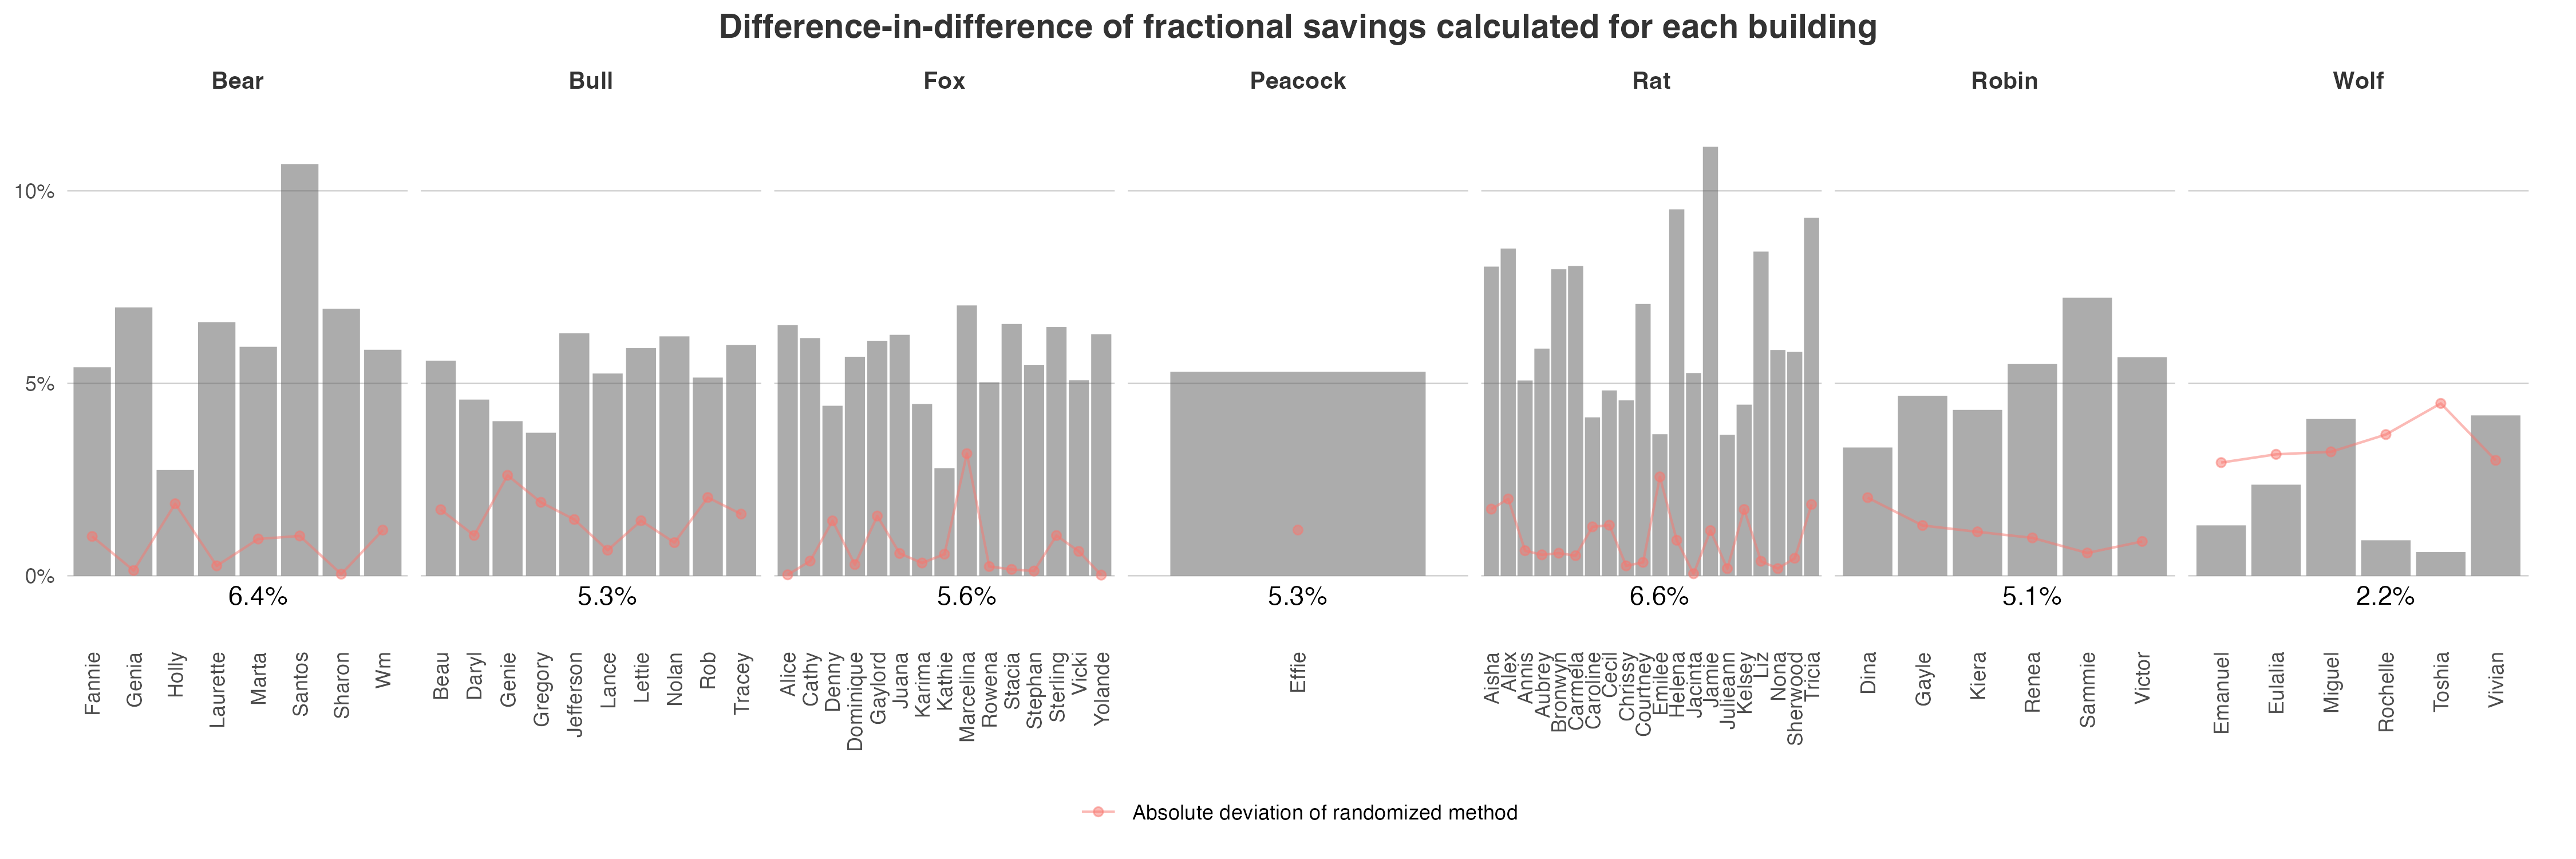 Difference-in-difference of fractional savings calculated for each building
Bear Bull Fox Peacock Rat Robin Wolf
10%
5%
0%
6.4% 5.3% 5.6% 5.3% 6.6% 5.1% 2.2%
Fannie
Genia
Holly
Laurette
Marta
Santos
Sharon
Wm
Beau
Daryl
Genie
Gregory
Jefferson
Lance
Lettie
Nolan
Rob
Tracey
Alice
Cathy
Denny
Dominique
Gaylord
Juana
Karima
Kathie
Marcelina
Rowena
Stacia
Stephan
Sterling
Vicki
Yolande
Effie
Aisha
Alex
Annis
Aubrey
Bronwyn
Carmela
Caroline
Cecil
Chrissy
Courtney
Emilee
Helena
Jacinta
Jamie
Julieann
Kelsey
Liz
Nona
Sherwood
Tricia
Dina
Gayle
Kiera
Renea
Sammie
Victor
Emanuel
Eulalia
Miguel
Rochelle
Toshia
Vivian
Absolute deviation of randomized method